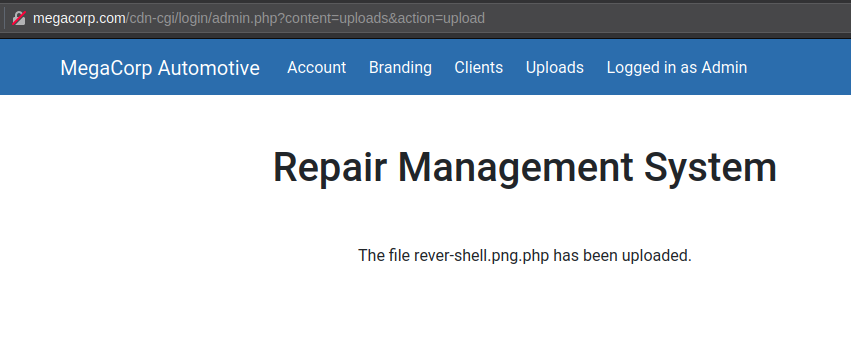 megacorp.com/cdn-cgi/login/admin.php?content=uploads&action=upload
MegaCorp Automotive Account Branding Clients Uploads Logged in as Admin
Repair Management System
The file rever-shell.png.php has been uploaded.